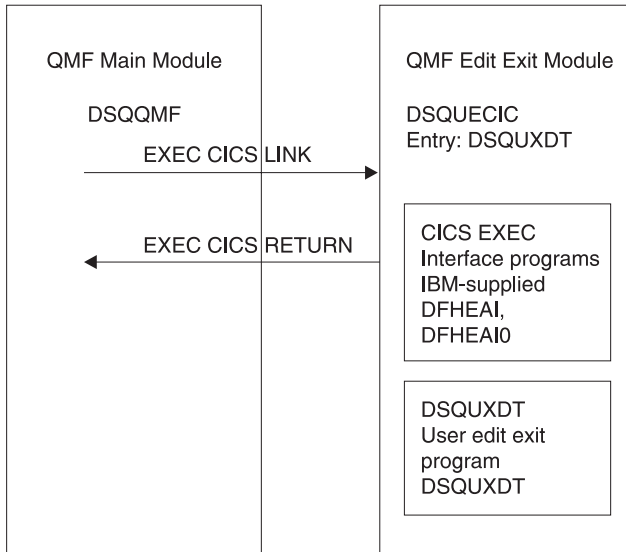 QMF Main Module
DSQQMF
EXEC CICS LINK
EXEC CICS RETURN
QMF Edit Exit Module
DSQUECIC
Entry: DSQUXDT
CICS EXEC
Interface programs
IBM-supplied
DFHEAI,
DFHEAI0
DSQUXDT
User edit exit
program
DSQUXDT